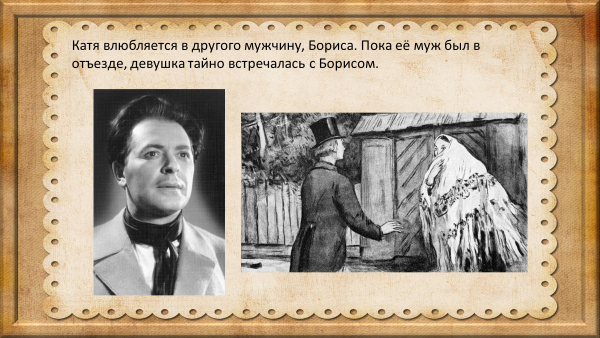 Катя влюбляется в другого мужчину, Бориса. Пока её муж был в
отъезде, девушка тайно встречалась с Борисом.